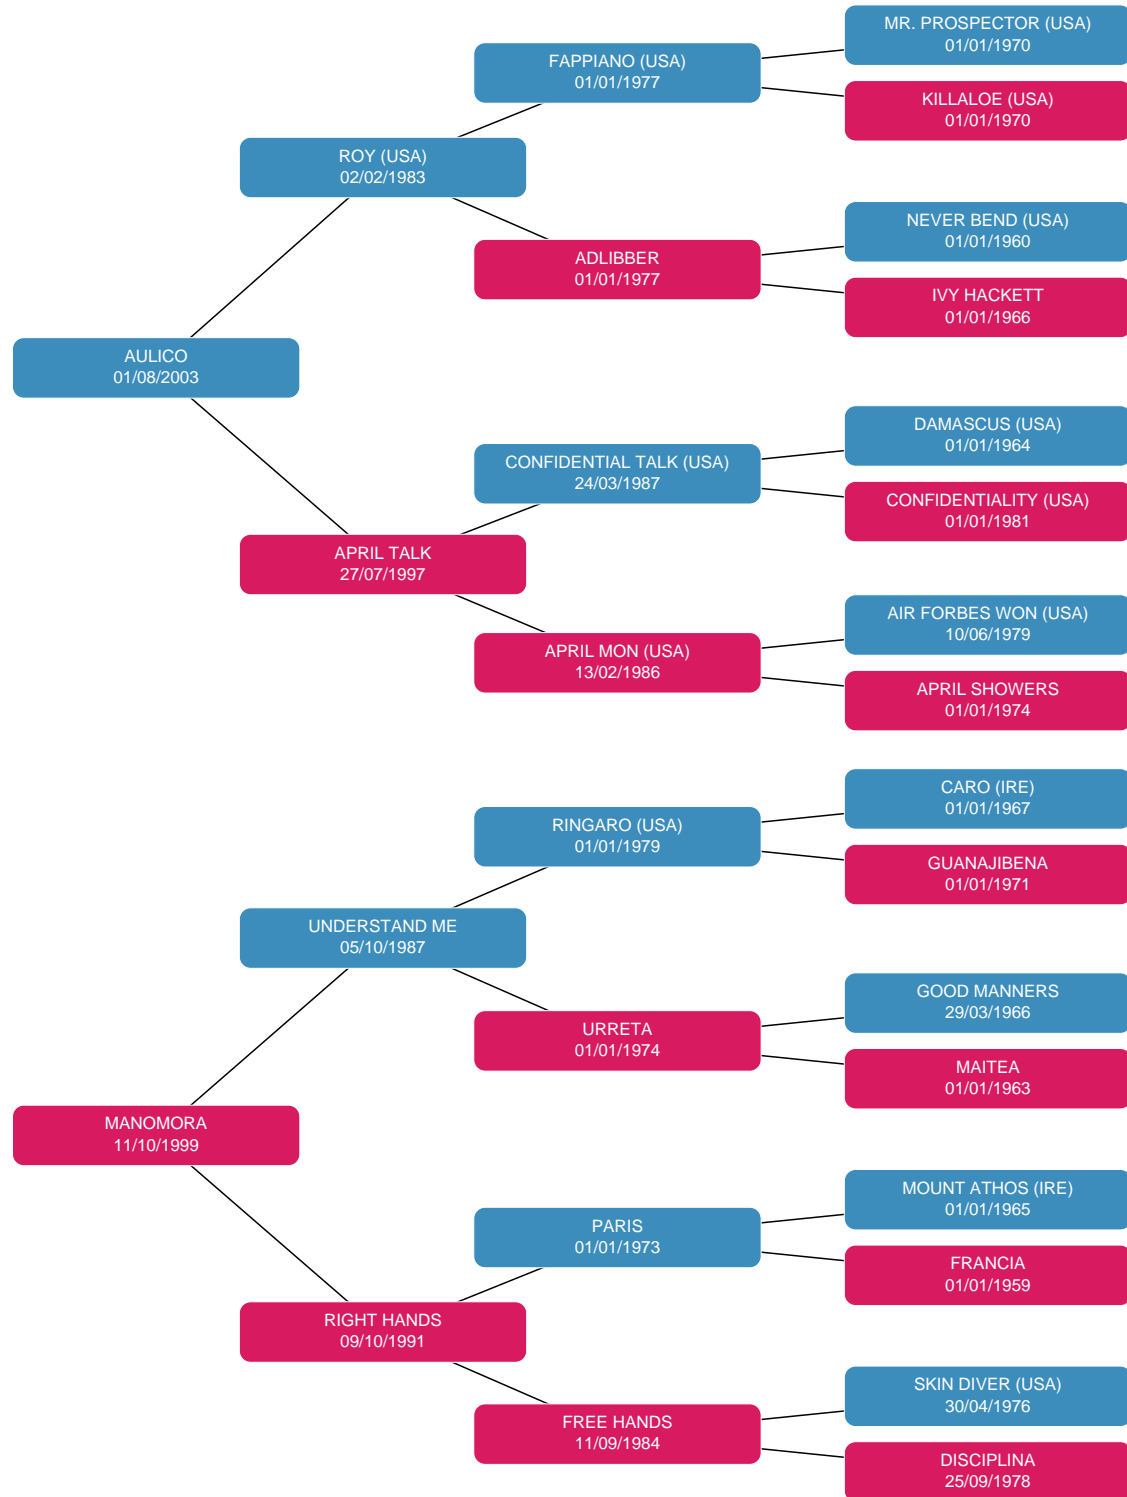 MR. PROSPECTOR (USA)
01/01/1970
FAPPIANO (USA)
01/01/1977
KILLALOE (USA)
01/01/1970
ROY (USA)
02/02/1983
NEVER BEND (USA)
01/01/1960
ADLIBBER
01/01/1977
IVY HACKETT
01/01/1966
AULICO
01/08/2003
DAMASCUS (USA)
01/01/1964
CONFIDENTIAL TALK (USA)
24/03/1987
CONFIDENTIALITY (USA)
01/01/1981
APRIL TALK
27/07/1997
AIR FORBES WON (USA)
10/06/1979
APRIL MON (USA)
13/02/1986
APRIL SHOWERS
01/01/1974
CARO (IRE)
01/01/1967
RINGARO (USA)
01/01/1979
GUANAJIBENA
01/01/1971
UNDERSTAND ME
05/10/1987
GOOD MANNERS
29/03/1966
URRETA
01/01/1974
MAITEA
01/01/1963
MANOMORA
11/10/1999
MOUNT ATHOS (IRE)
01/01/1965
PARIS
01/01/1973
FRANCIA
01/01/1959
RIGHT HANDS
09/10/1991
SKIN DIVER (USA)
30/04/1976
FREE HANDS
11/09/1984
DISCIPLINA
25/09/1978